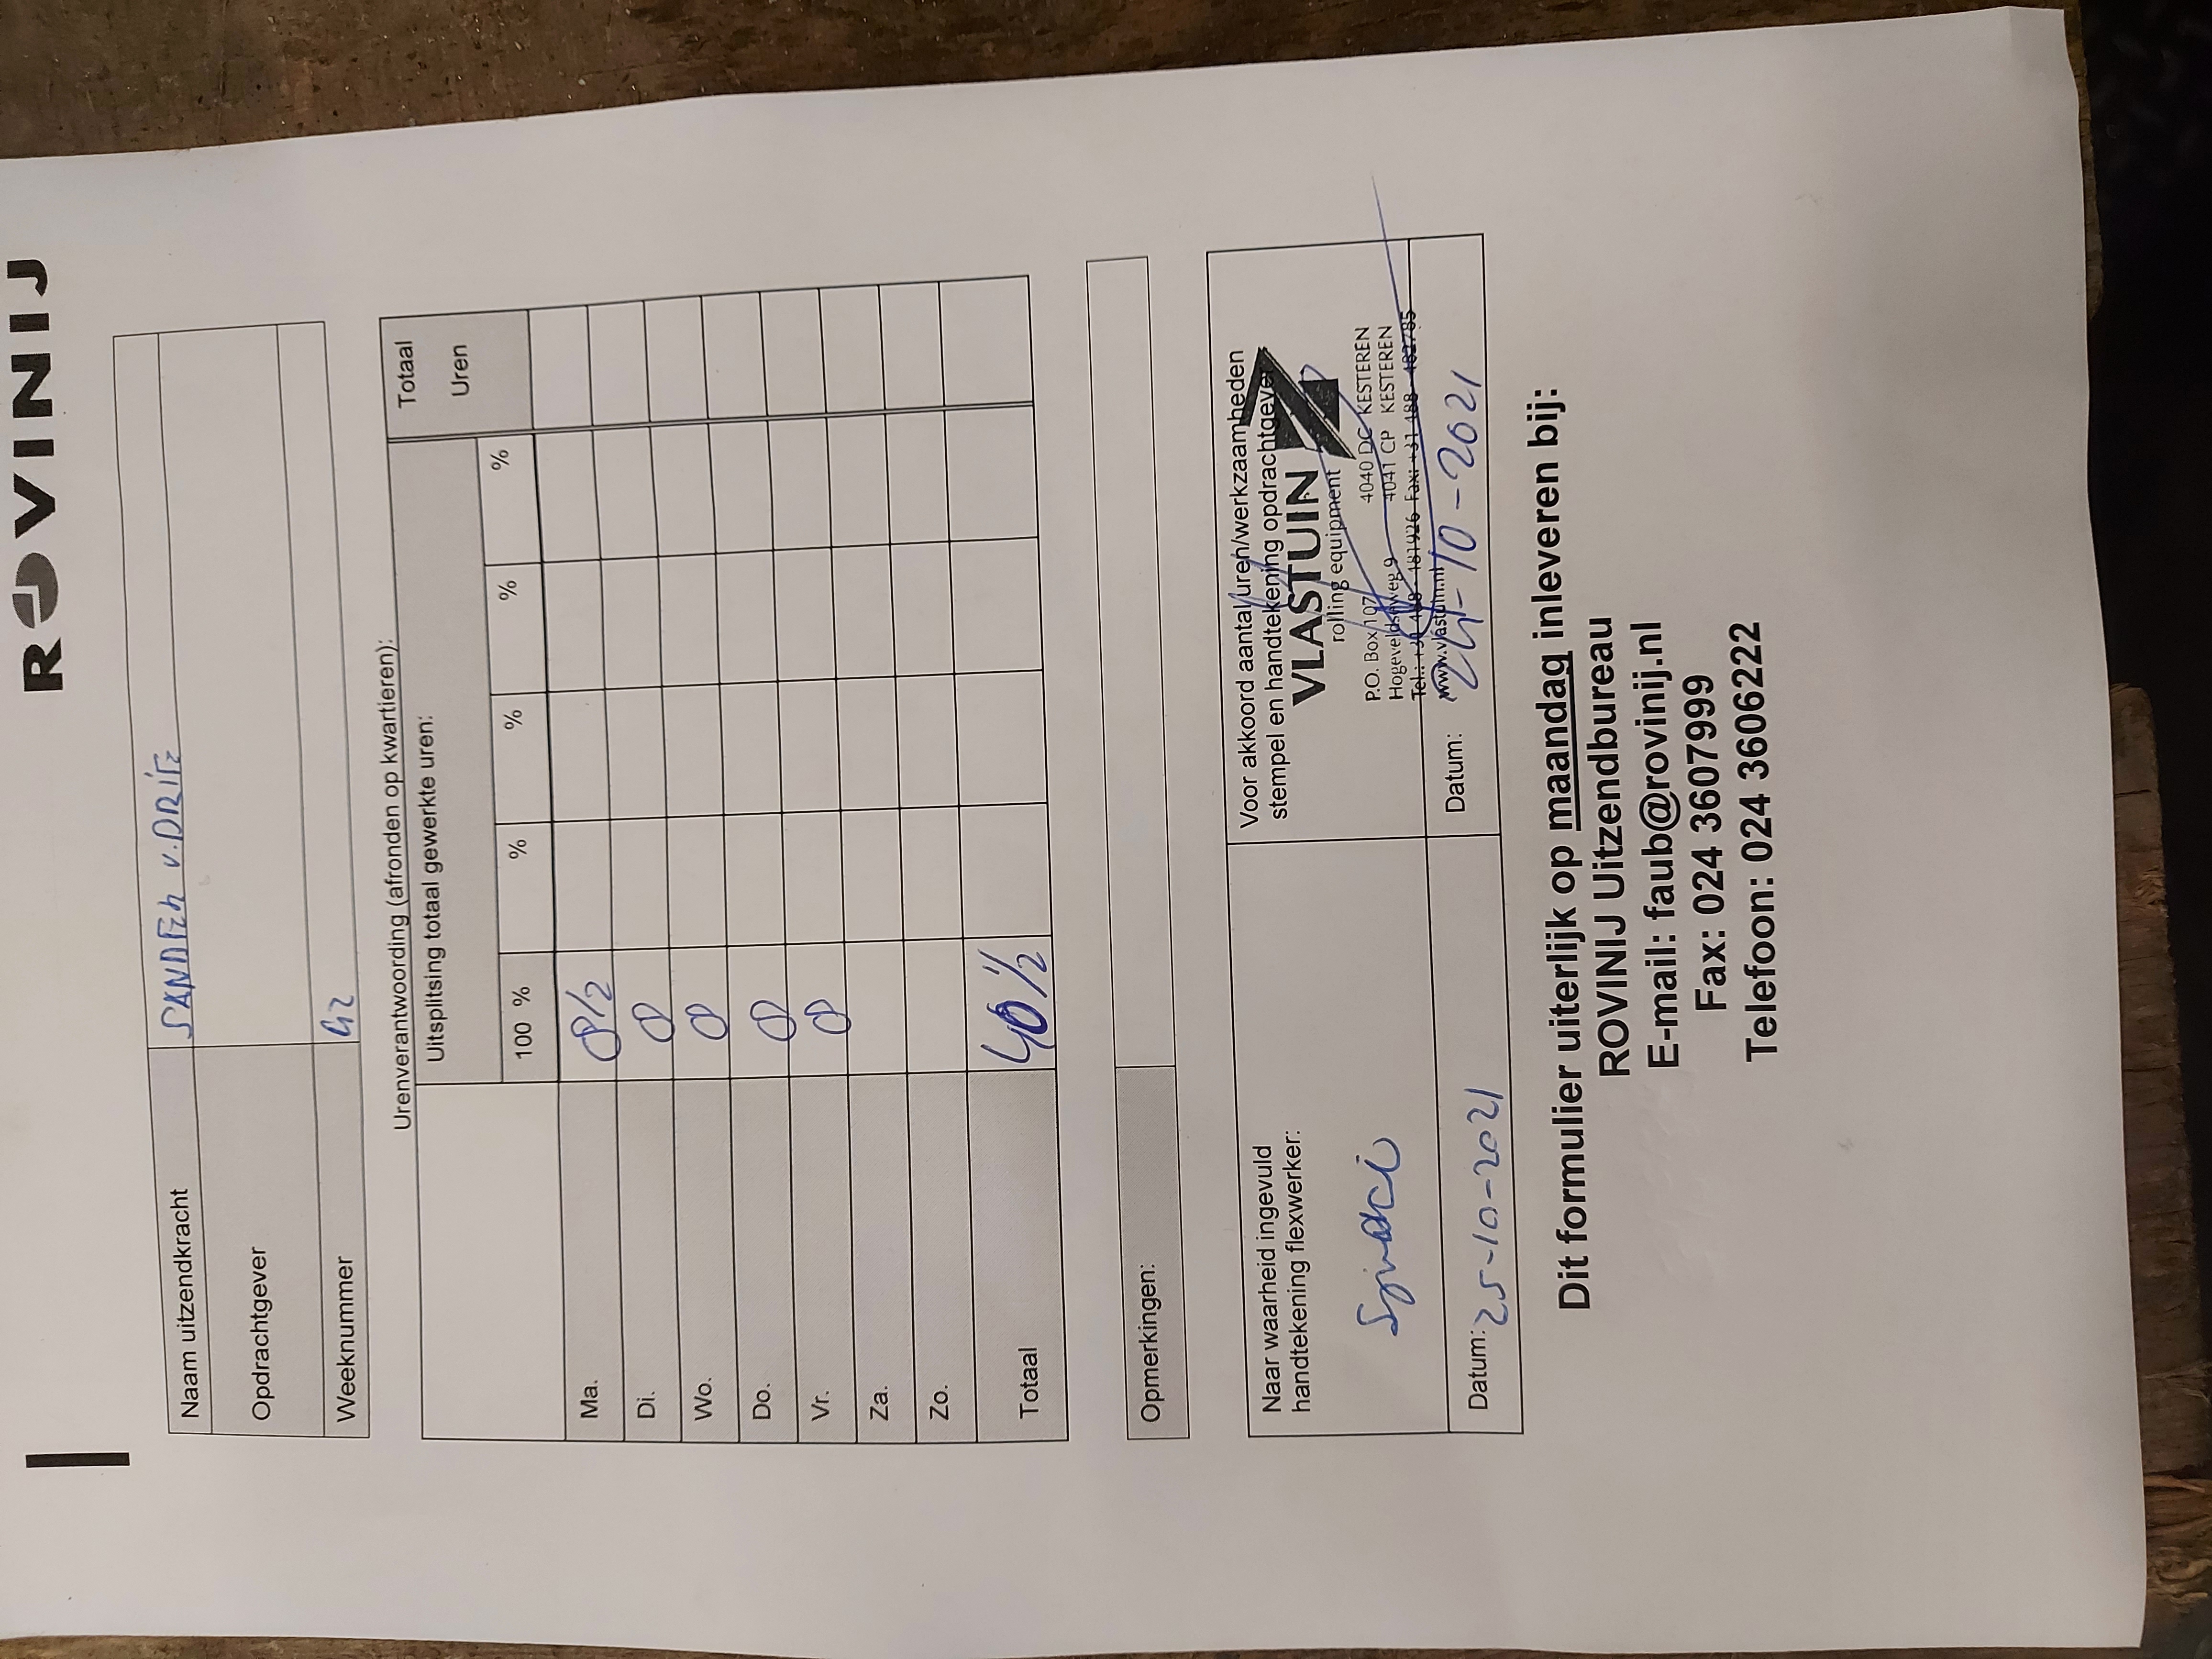 ROVINIJ
Naam uitzendkracht SANDER v. DRIE
Opdrachtgever
Weeknummer 42
Urenverantwoording (afronden op kwartieren):
Uitsplitsing totaal gewerkte uren: Totaal
Uren
100 % % % % %
Ma. 8 1/2
Di. 8
Wo. 8
Do. 8
Vr. 8
Za.
Zo.
Totaal 40 1/2
Opmerkingen:
Naar waarheid ingevuld
handtekening flexwerker:
Voor akkoord aantal uren/werkzaamheden
stempel en handtekening opdrachtgever
VLASTUIN
rolling equipment
P.O. Box 107 4040 DC KESTEREN
Hogeveldseweg 9 4041 CP KESTEREN
Tel.: +31 488 - 481926 Fax: +31 488 - 482785
www.vlastuin.nl
Datum: 25-10-2021
Datum: 24-10-2021
Dit formulier uiterlijk op maandag inleveren bij:
ROVINIJ Uitzendbureau
E-mail: faub@rovinij.nl
Fax: 024 3607999
Telefoon: 024 3606222